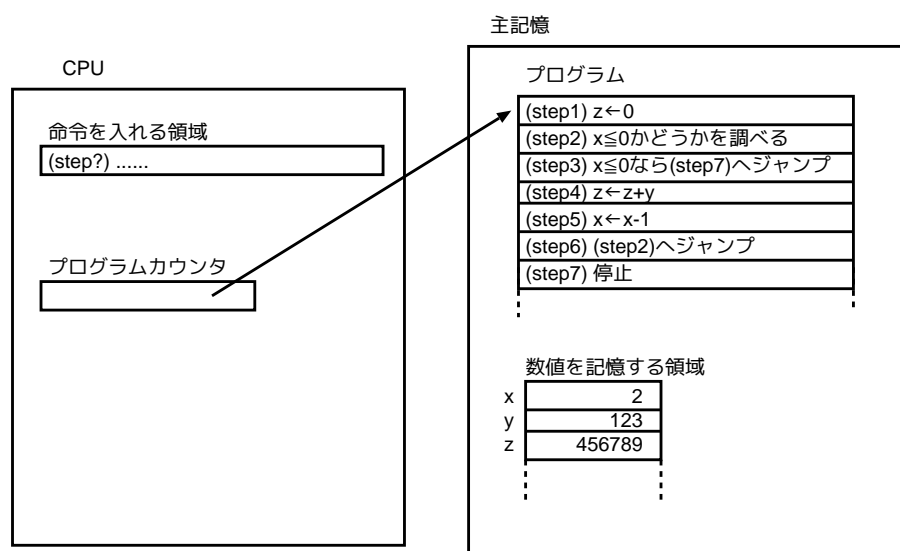 主記憶
CPU
命令を入れる領域
(step?) ......
プログラムカウンタ
プログラム
(step1) z←0
(step2) x≦0かどうかを調べる
(step3) x≦0なら(step7)へジャンプ
(step4) z←z+y
(step5) x←x-1
(step6) (step2)へジャンプ
(step7) 停止
数値を記憶する領域
x 2
y 123
z 456789